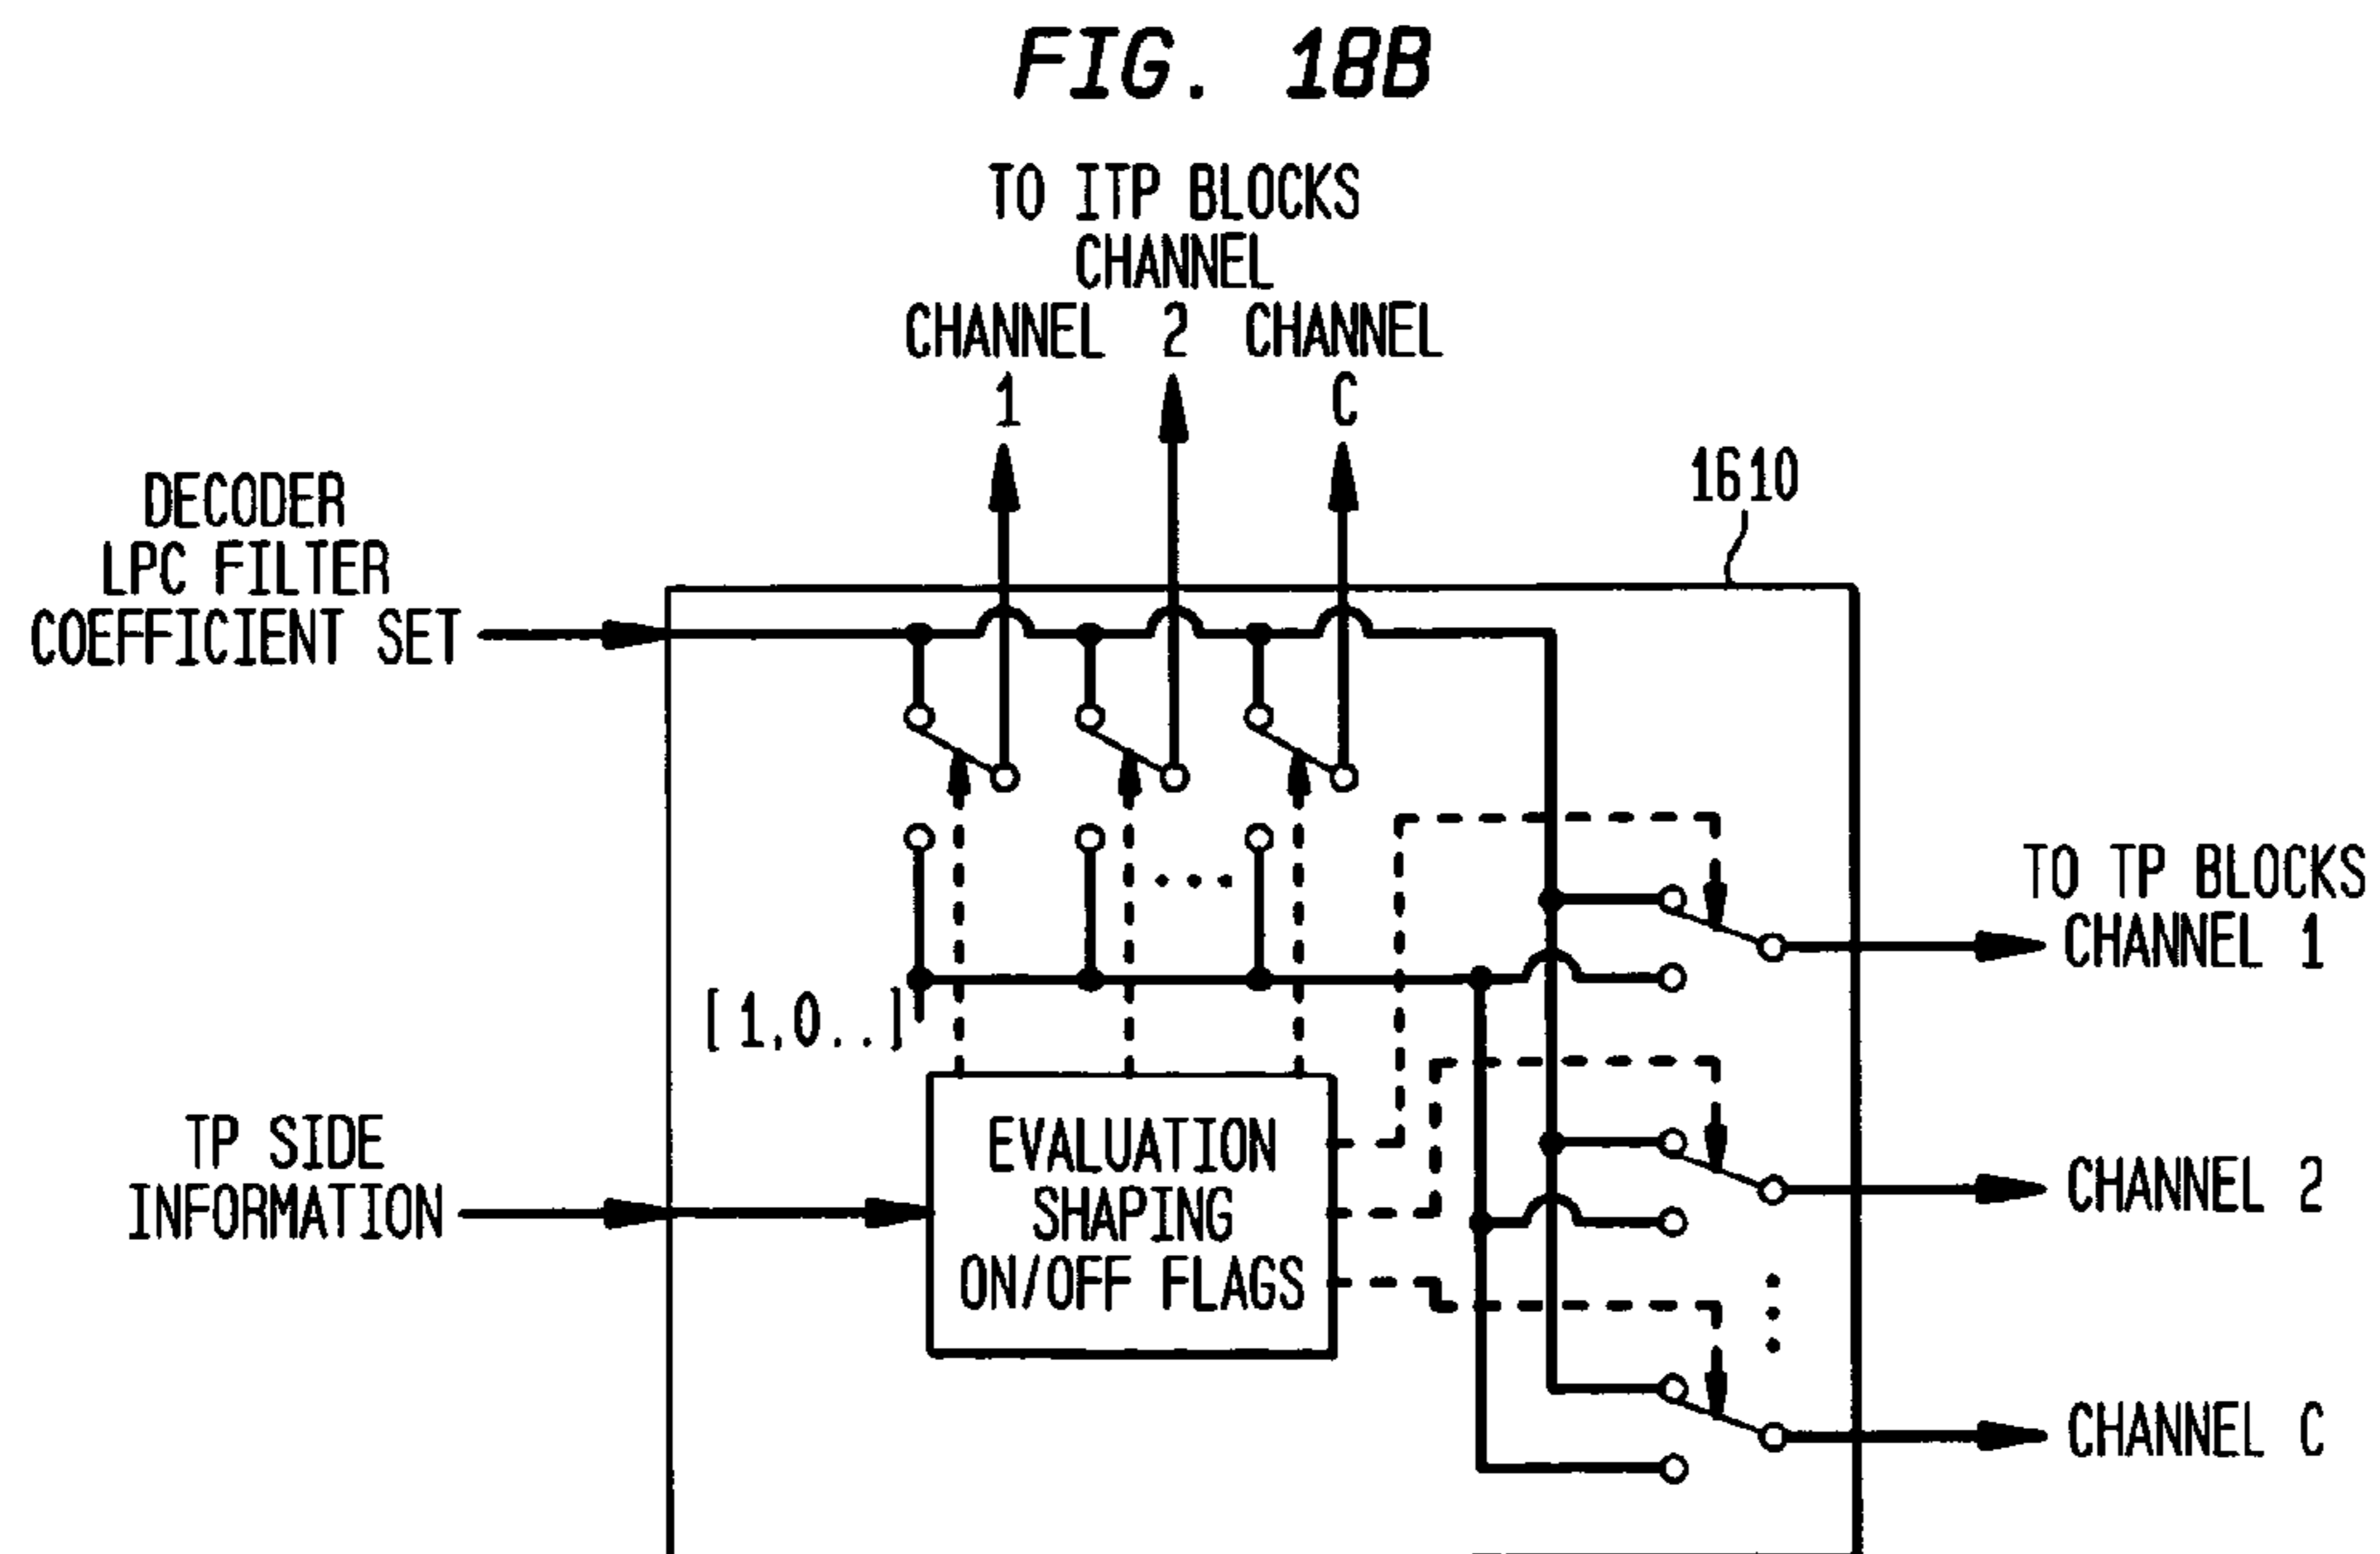 FIG. 18B
TO ITP BLOCKS
CHANNEL
CHANNEL 2 CHANNEL
1 C
1610
DECODER
LPC FILTER
COEFFICIENT SET
TO TP BLOCKS
CHANNEL 1
[1,0..]
TP SIDE
INFORMATION
EVALUATION
SHAPING
ON/OFF FLAGS
CHANNEL 2
CHANNEL C